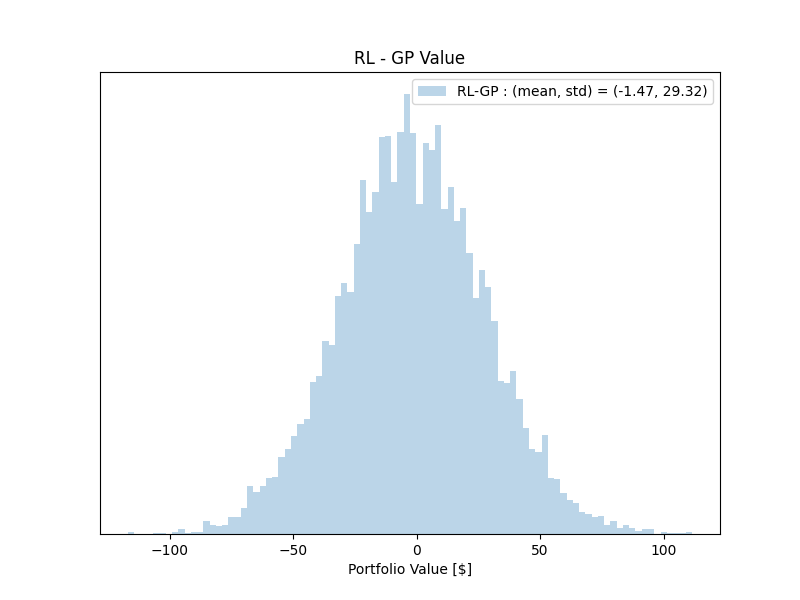 RL - GP Value
RL-GP : (mean, std) = (-1.47, 29.32)
−100
−50
0
50
100
Portfolio Value [$]